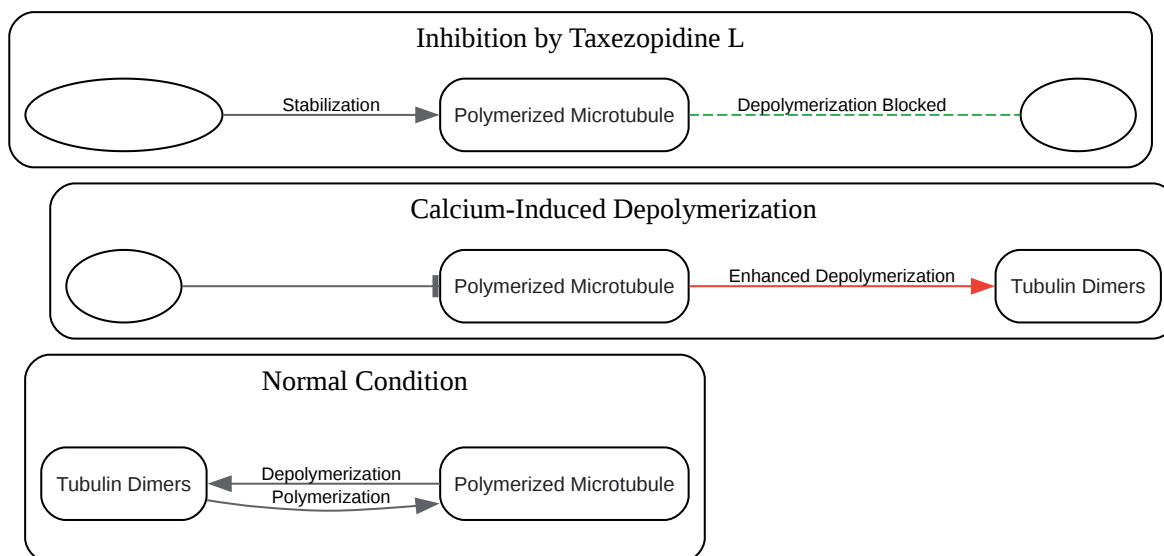 Inhibition by Taxezopidine L
Stabilization
Polymerized Microtubule
Depolymerization Blocked
Calcium-Induced Depolymerization
Polymerized Microtubule
Enhanced Depolymerization
Tubulin Dimers
Normal Condition
Tubulin Dimers
Depolymerization
Polymerization
Polymerized Microtubule